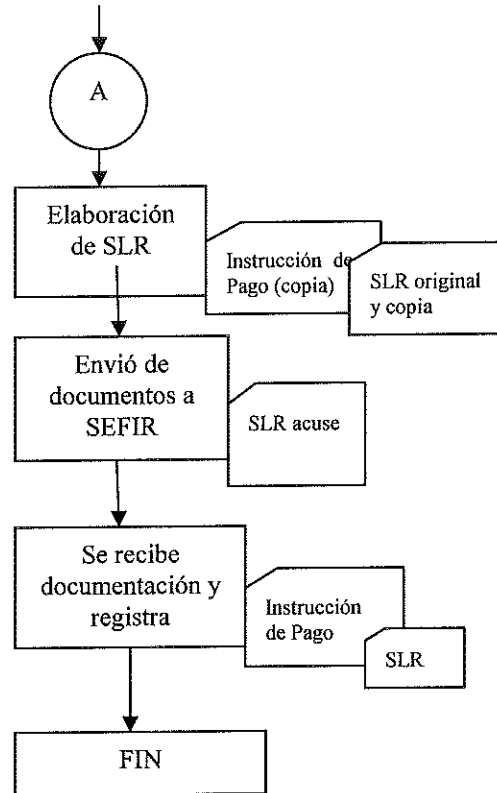 A
Elaboración
de SLR
Instrucción de
Pago (copia)
SLR original
y copia
Envió de
documentos a
SEFIR
SLR acuse
Se recibe
documentación y
registra
Instrucción
de Pago
SLR
FIN